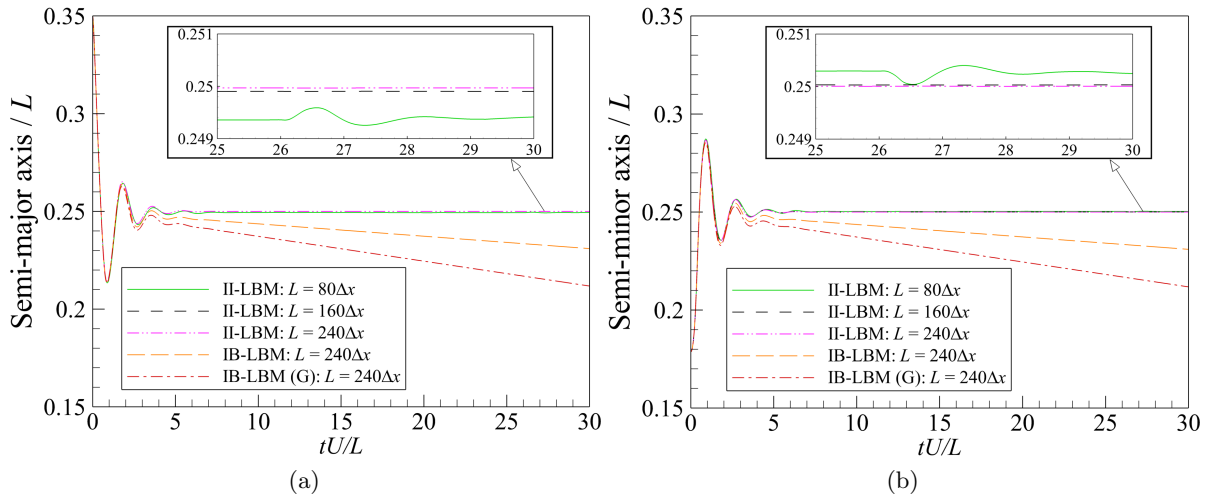 0.35
0.3
0.25
0.2
0.15
Semi-major axis / L
0.251
0.25
0.249
25 26 27 28 29 30
II-LBM: L = 80Δx
II-LBM: L = 160Δx
II-LBM: L = 240Δx
IB-LBM: L = 240Δx
IB-LBM (G): L = 240Δx
0 5 10 15 20 25 30
tU/L
(a)
0.35
0.3
0.25
0.2
0.15
Semi-minor axis / L
0.251
0.25
0.249
25 26 27 28 29 30
II-LBM: L = 80Δx
II-LBM: L = 160Δx
II-LBM: L = 240Δx
IB-LBM: L = 240Δx
IB-LBM (G): L = 240Δx
0 5 10 15 20 25 30
tU/L
(b)